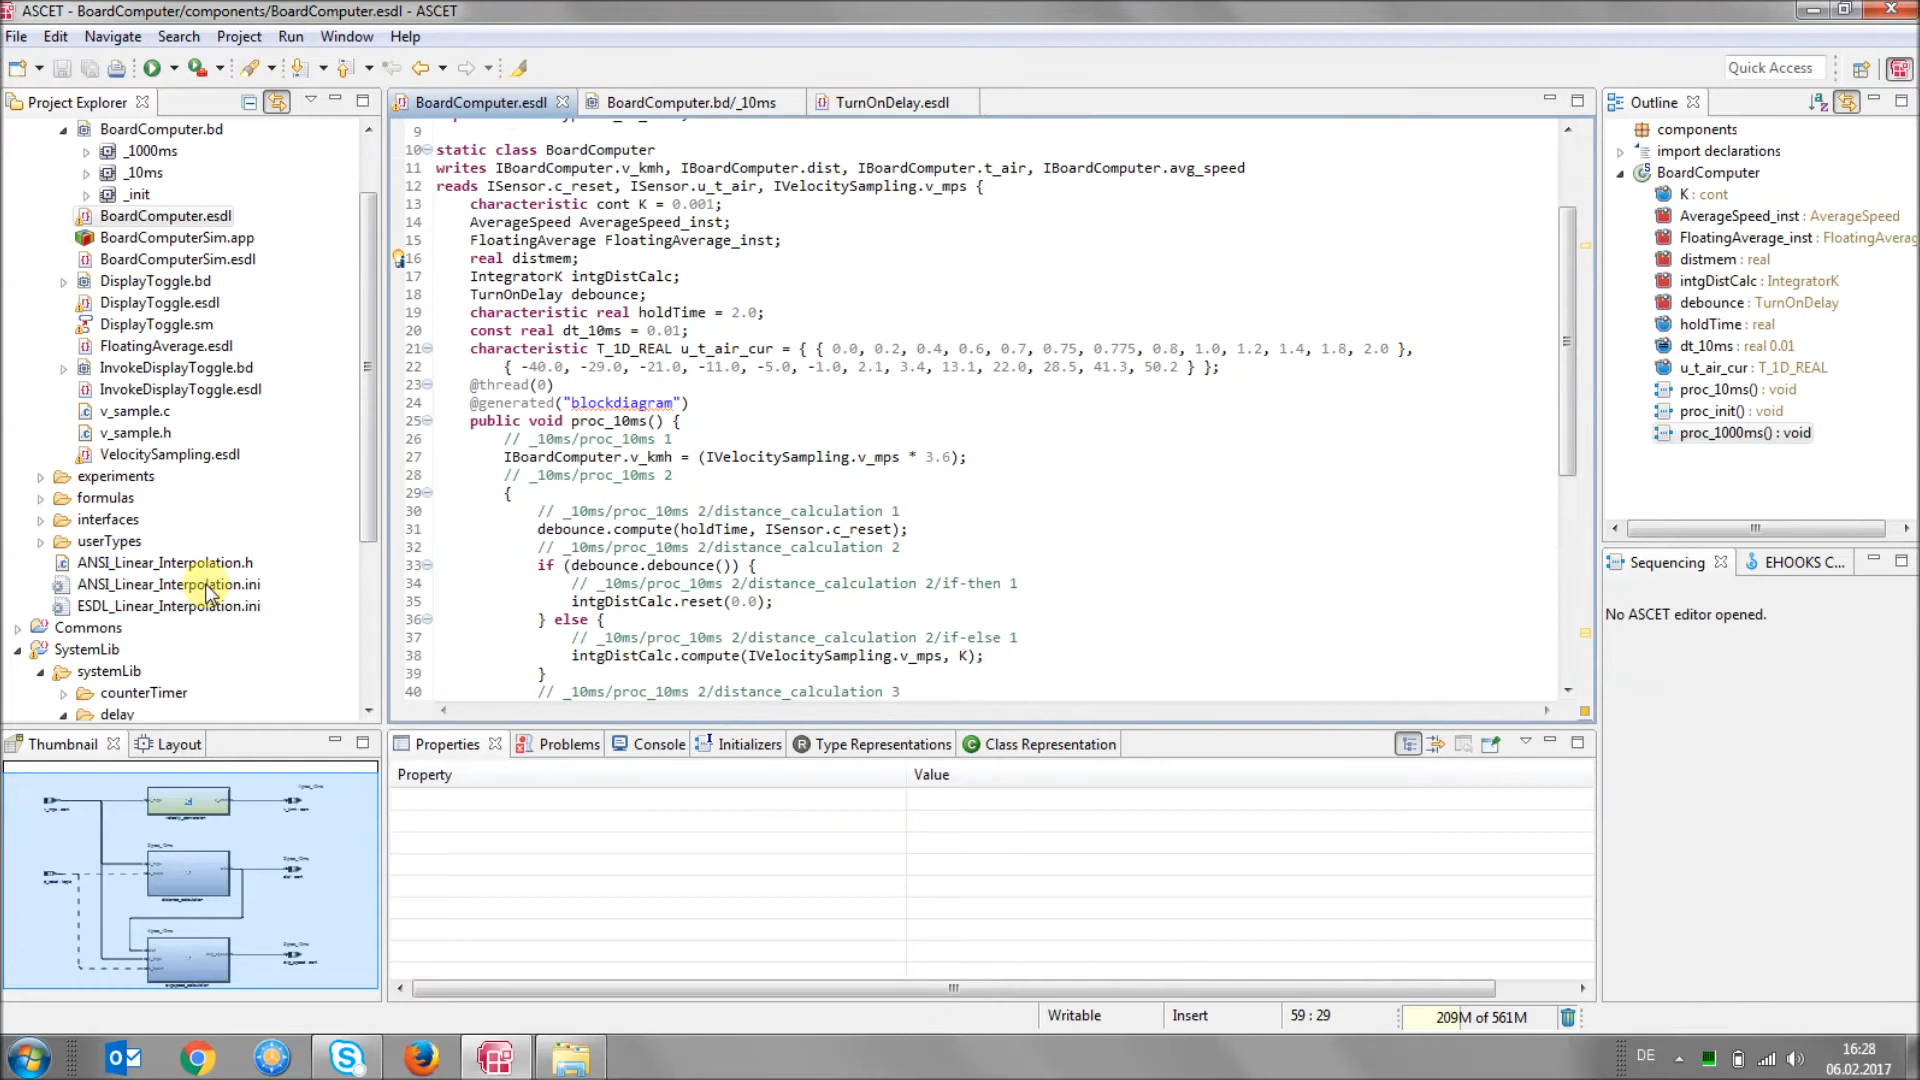 ASCET - BoardComputer/components/BoardComputer.esdl - ASCET
File Edit Navigate Search Project Run Window Help
Quick Access
Project Explorer
BoardComputer.bd
_1000ms
_10ms
_init
BoardComputer.esdl
BoardComputerSim.app
BoardComputerSim.esdl
DisplayToggle.bd
DisplayToggle.esdl
DisplayToggle.sm
FloatingAverage.esdl
InvokeDisplayToggle.bd
InvokeDisplayToggle.esdl
v_sample.c
v_sample.h
VelocitySampling.esdl
experiments
formulas
interfaces
userTypes
ANSI_Linear_Interpolation.h
ANSI_Linear_Interpolation.ini
ESDL_Linear_Interpolation.ini
Commons
SystemLib
systemLib
counterTimer
delay
BoardComputer.esdl BoardComputer.bd/_10ms TurnOnDelay.esdl
9
10 static class BoardComputer
11 writes IBoardComputer.v_kmh, IBoardComputer.dist, IBoardComputer.t_air, IBoardComputer.avg_speed
12 reads ISensor.c_reset, ISensor.u_t_air, IVelocitySampling.v_mps {
13 characteristic cont K = 0.001;
14 AverageSpeed AverageSpeed_inst;
15 FloatingAverage FloatingAverage_inst;
16 real distmem;
17 IntegratorK intgDistCalc;
18 TurnOnDelay debounce;
19 characteristic real holdTime = 2.0;
20 const real dt_10ms = 0.01;
21 characteristic T_1D_REAL u_t_air_cur = { { 0.0, 0.2, 0.4, 0.6, 0.7, 0.75, 0.775, 0.8, 1.0, 1.2, 1.4, 1.8, 2.0 },
22 { -40.0, -29.0, -21.0, -11.0, -5.0, -1.0, 2.1, 3.4, 13.1, 22.0, 28.5, 41.3, 50.2 } };
23 @thread(0)
24 @generated("blockdiagram")
25 public void proc_10ms() {
26 // _10ms/proc_10ms 1
27 IBoardComputer.v_kmh = (IVelocitySampling.v_mps * 3.6);
28 // _10ms/proc_10ms 2
29 {
30 // _10ms/proc_10ms 2/distance_calculation 1
31 debounce.compute(holdTime, ISensor.c_reset);
32 // _10ms/proc_10ms 2/distance_calculation 2
33 if (debounce.debounce()) {
34 // _10ms/proc_10ms 2/distance_calculation 2/if-then 1
35 intgDistCalc.reset(0.0);
36 } else {
37 // _10ms/proc_10ms 2/distance_calculation 2/if-else 1
38 intgDistCalc.compute(IVelocitySampling.v_mps, K);
39 }
40 // _10ms/proc_10ms 2/distance_calculation 3
Outline
components
import declarations
BoardComputer
K : cont
AverageSpeed_inst : AverageSpeed
FloatingAverage_inst : FloatingAverag
distmem : real
intgDistCalc : IntegratorK
debounce : TurnOnDelay
holdTime : real
dt_10ms : real 0.01
u_t_air_cur : T_1D_REAL
proc_10ms() : void
proc_init() : void
proc_1000ms() : void
Sequencing EHOOKS C...
No ASCET editor opened.
Thumbnail Layout
Properties Problems Console Initializers Type Representations Class Representation
Property Value
Writable Insert 59 : 29 209M of 561M
DE 16:28
06.02.2017